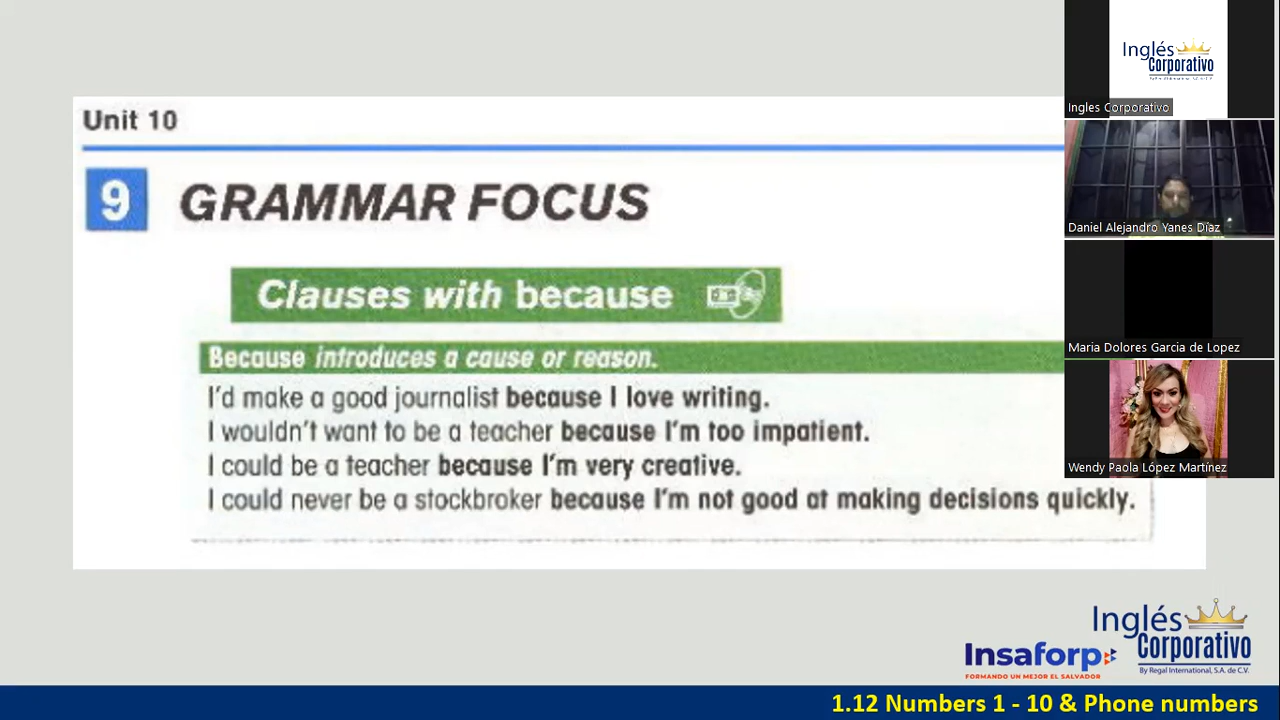 Unit 10
9 GRAMMAR FOCUS
Clauses with because
Because introduces a cause or reason.
I'd make a good journalist because I love writing.
I wouldn't want to be a teacher because I'm too impatient.
I could be a teacher because I'm very creative.
I could never be a stockbroker because I'm not good at making decisions quickly.
Inglés
Corporativo
Ingles Corporativo
Daniel Alejandro Yanes Díaz
Maria Dolores Garcia de Lopez
Wendy Paola López Martínez
Insaforp
FORMANDO UN MEJOR EL SALVADOR
Inglés
Corporativo
By Regal International, S.A. de C.V.
1.12 Numbers 1 - 10 & Phone numbers